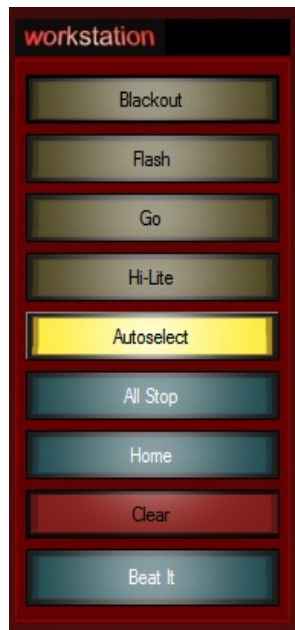 workstation
Blackout
Flash
Go
Hi-Lite
Autoselect
All Stop
Home
Clear
Beat It